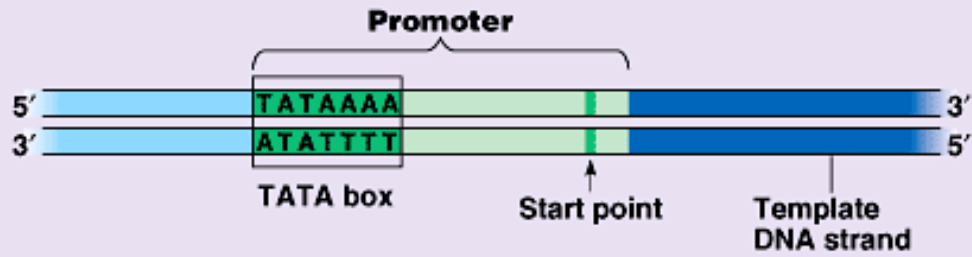 Promoter
5′ TATAAAA 3′
3′ ATATTTT 5′
TATA box
Start point
Template
DNA strand